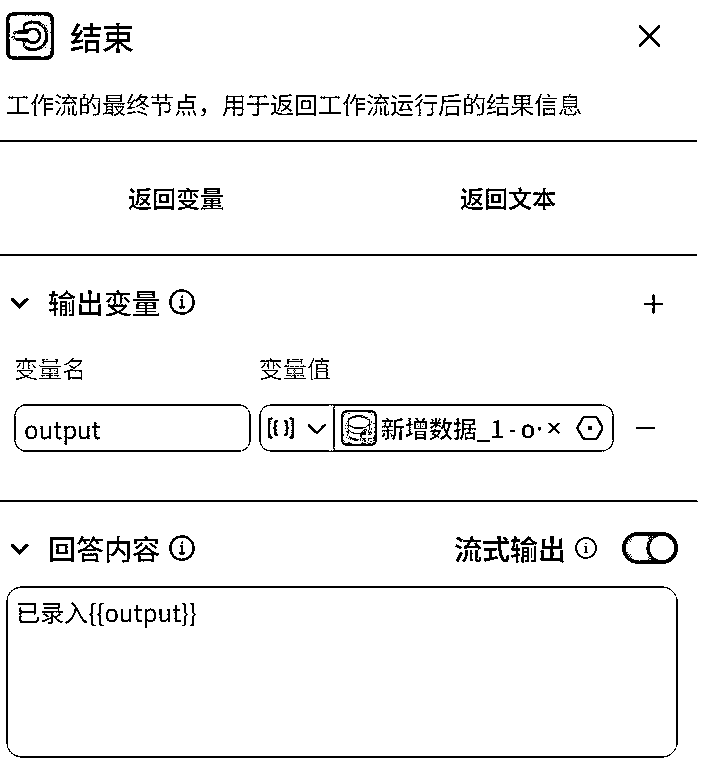 结束
工作流的最终节点，用于返回工作流运行后的结果信息
返回变量 返回文本
输出变量
变量名 变量值
output [{}] 新增数据_1 - o·
回答内容 流式输出
已录入{{output}}